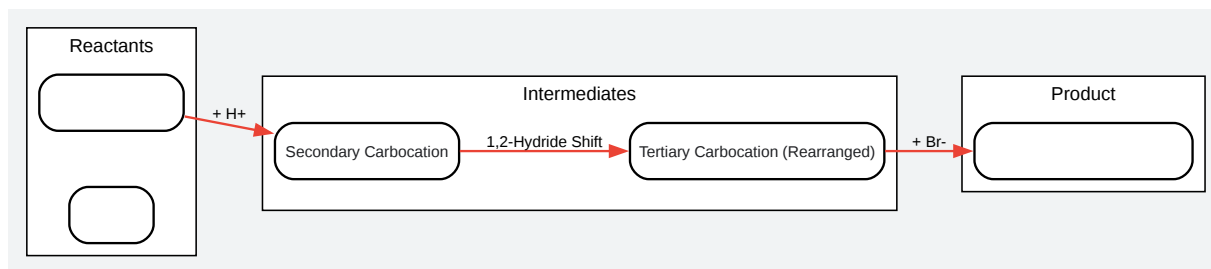 Reactants
+ H+
Intermediates
Secondary Carbocation
1,2-Hydride Shift
Tertiary Carbocation (Rearranged)
+ Br-
Product